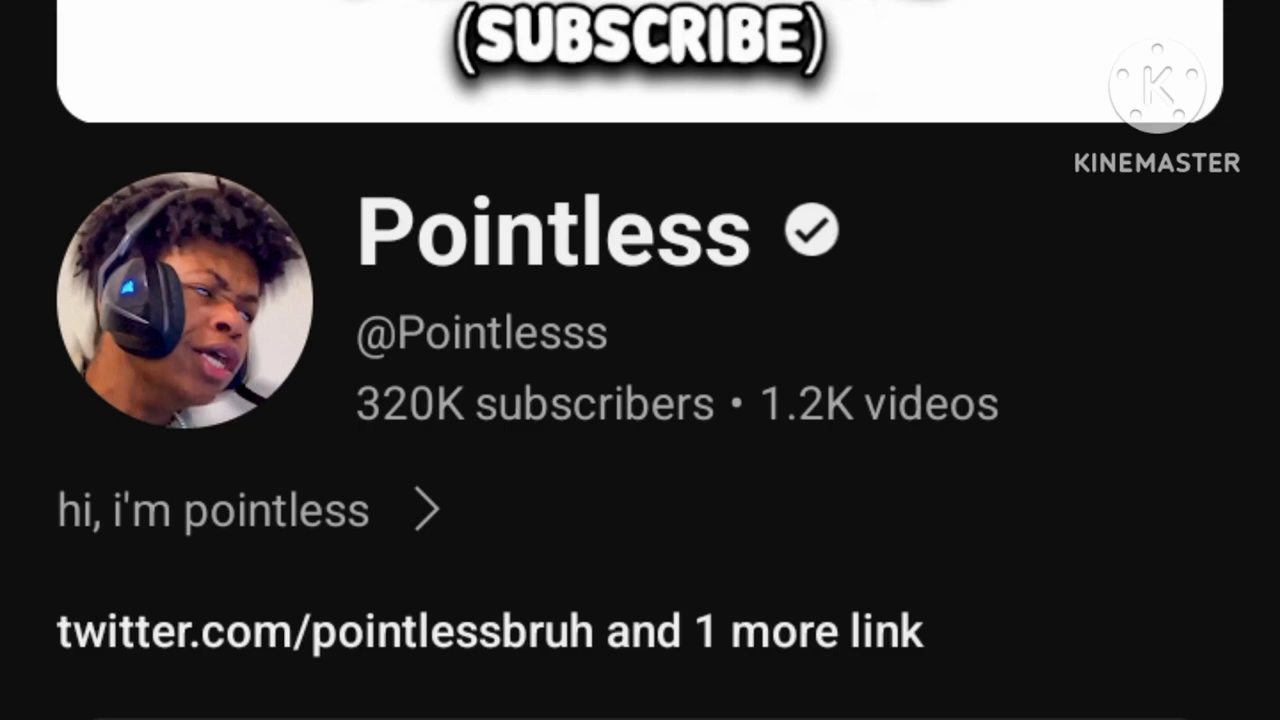 (SUBSCRIBE)
K
KINEMASTER
Pointless
@Pointlesss
320K subscribers • 1.2K videos
hi, i'm pointless
twitter.com/pointlessbruh and 1 more link